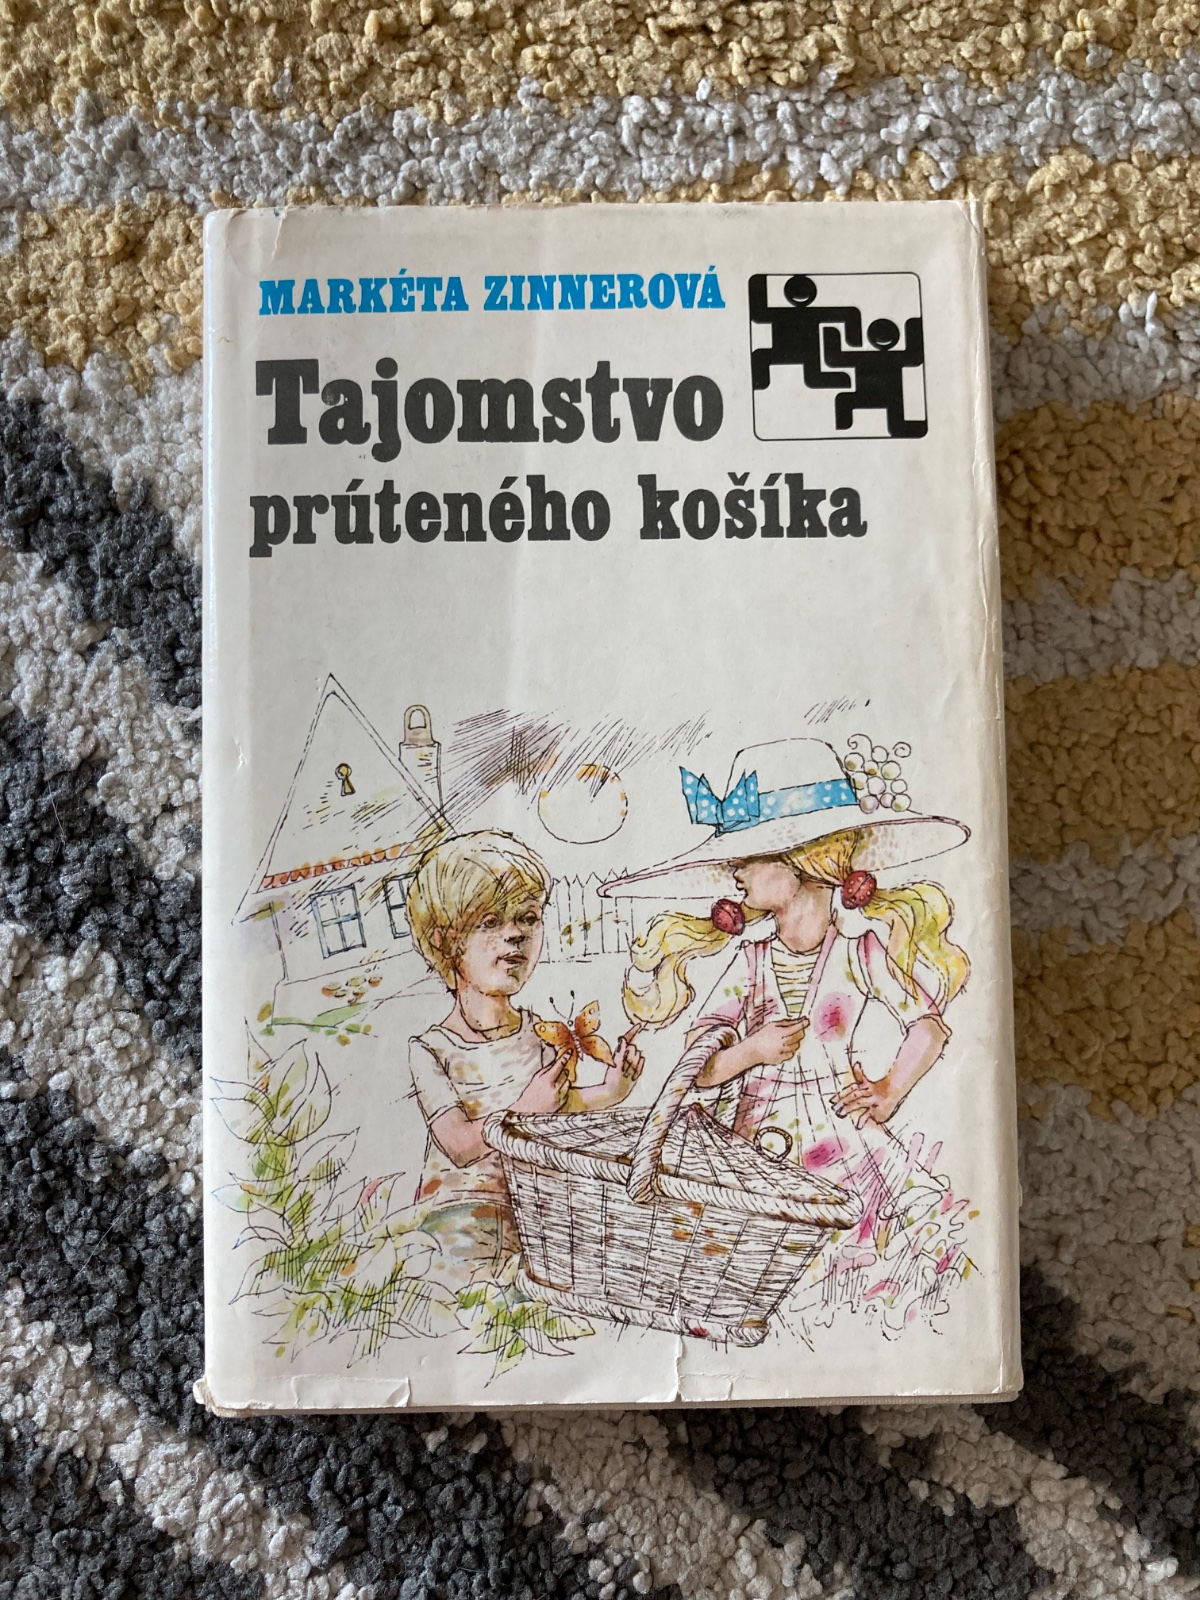 MARKÉTA ZINNEROVÁ
Tajomstvo
prúteného košíka